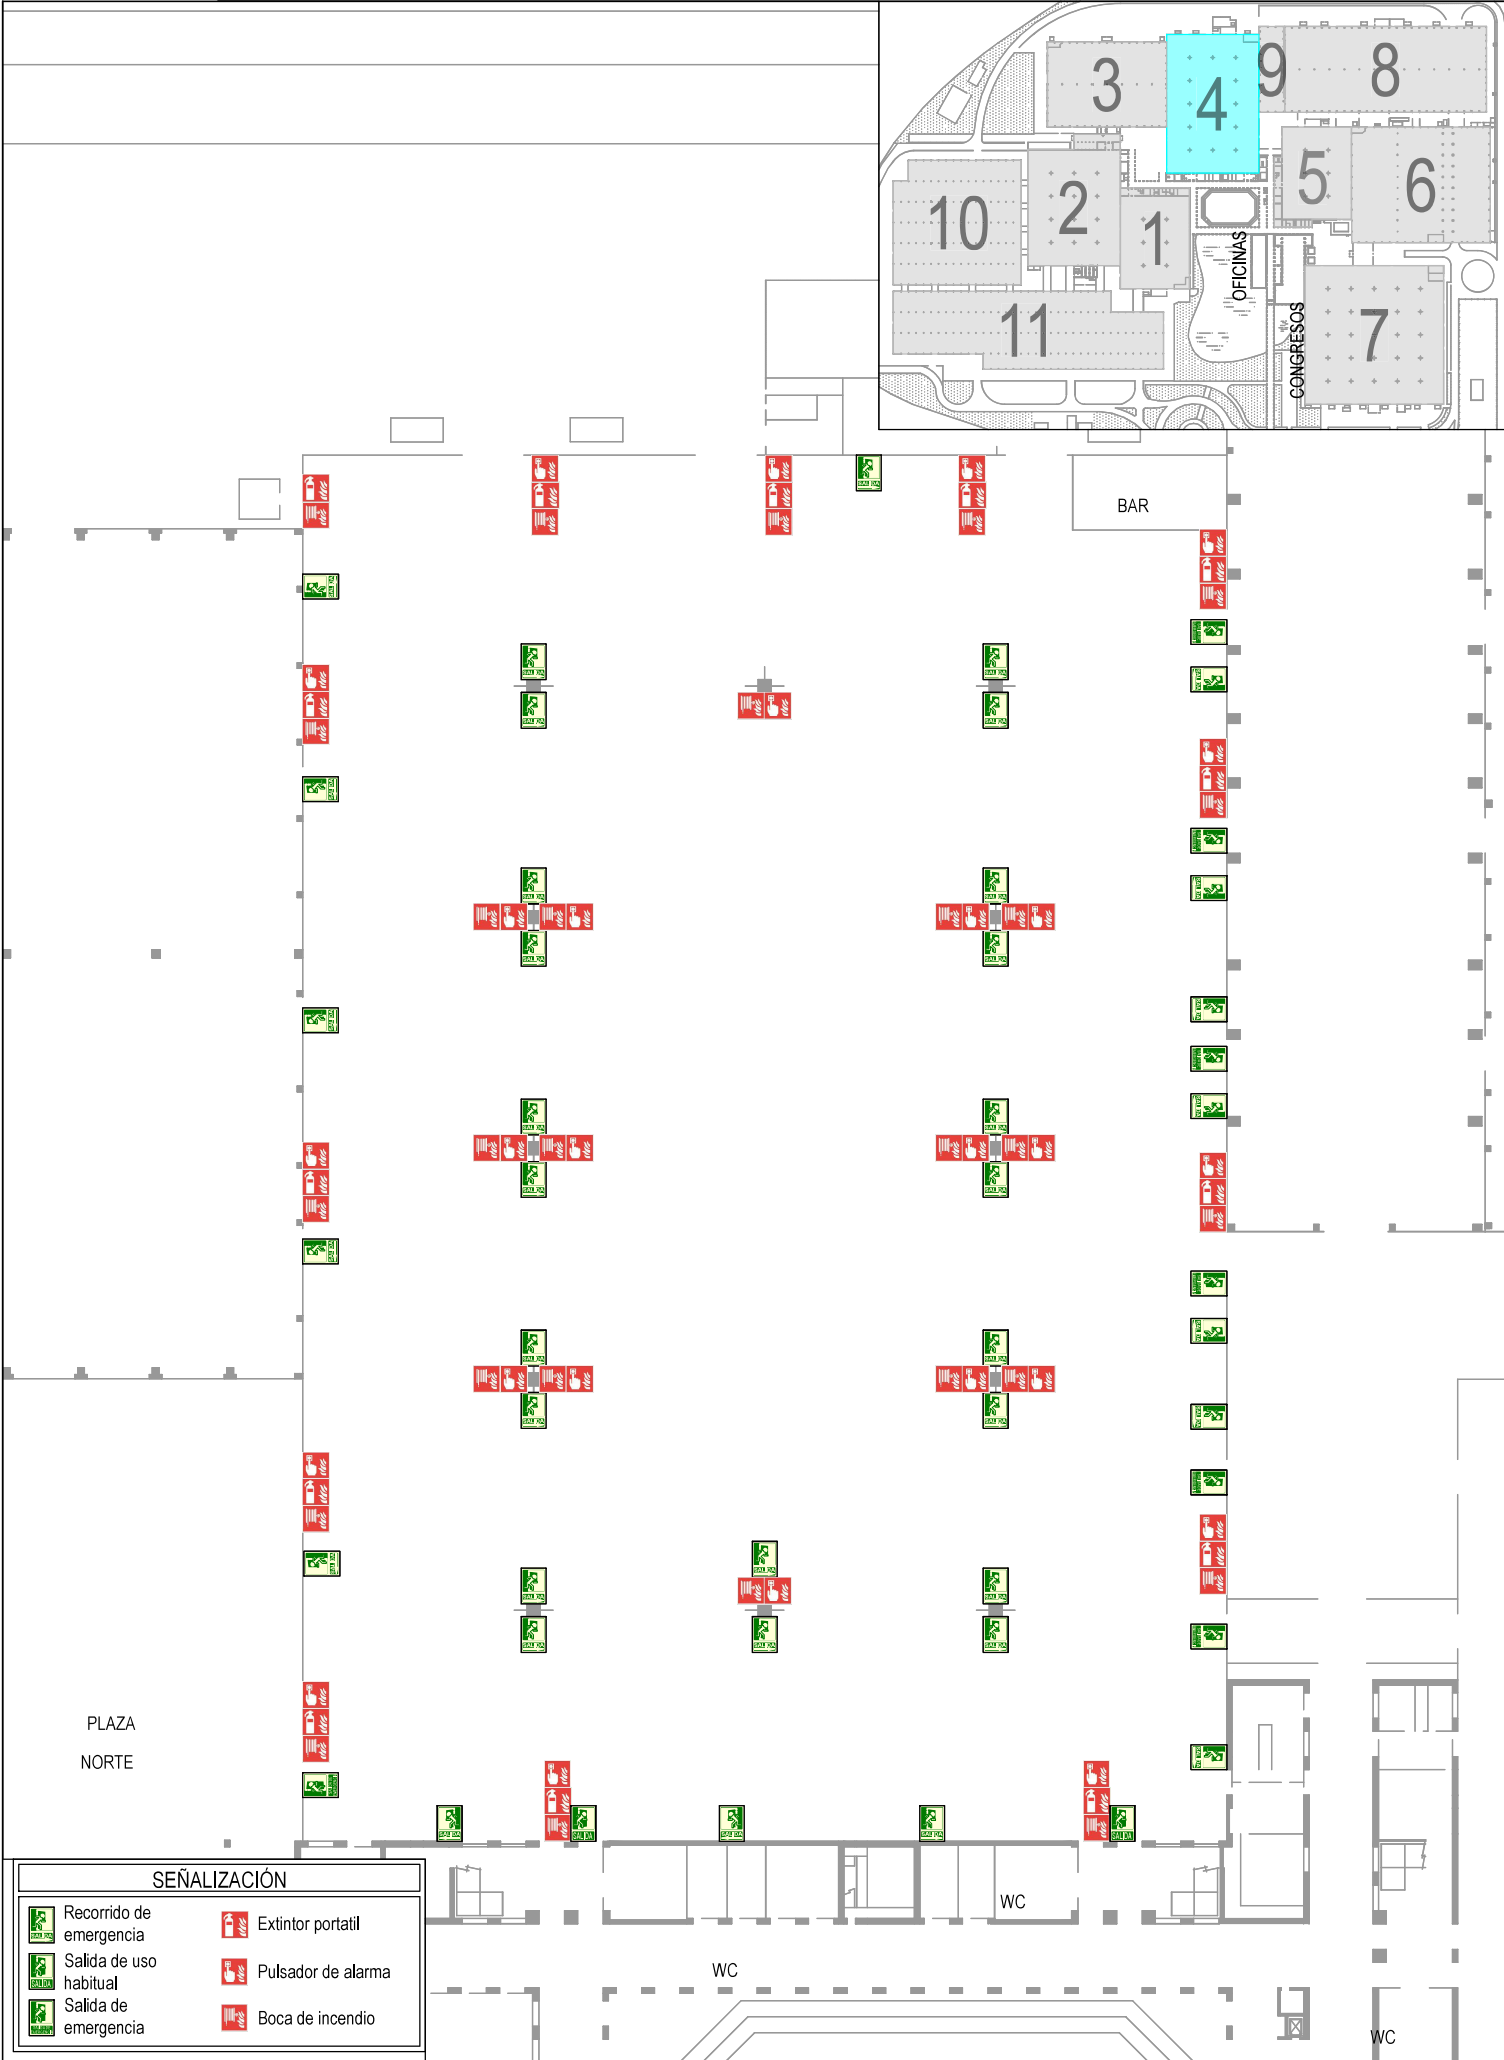 3
4
9
8
5
6
10
2
1
OFICINAS
11
CONGRESOS
7
BAR
PLAZA
NORTE
WC
WC
WC
SEÑALIZACIÓN
Recorrido de
emergencia
Extintor portatil
Salida de uso
habitual
Pulsador de alarma
Salida de
emergencia
Boca de incendio
SALIDA